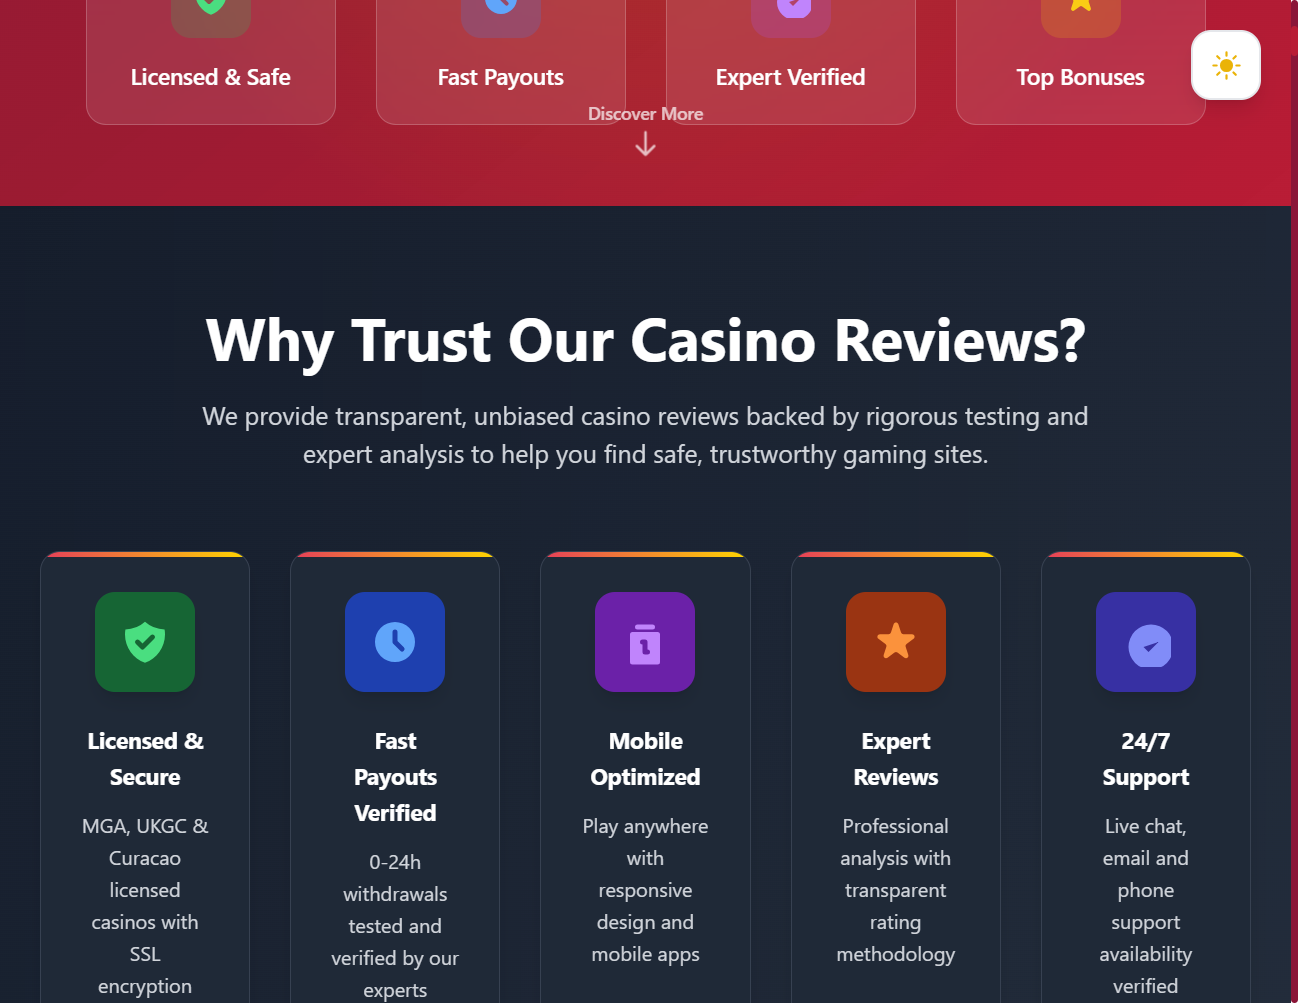 Licensed & Safe
Fast Payouts
Expert Verified
Top Bonuses
Discover More
Why Trust Our Casino Reviews?
We provide transparent, unbiased casino reviews backed by rigorous testing and
expert analysis to help you find safe, trustworthy gaming sites.
Licensed &
Secure
MGA, UKGC &
Curacao
licensed
casinos with
SSL
encryption
Fast
Payouts
Verified
0-24h
withdrawals
tested and
verified by our
experts
Mobile
Optimized
Play anywhere
with
responsive
design and
mobile apps
Expert
Reviews
Professional
analysis with
transparent
rating
methodology
24/7
Support
Live chat,
email and
phone
support
availability
verified